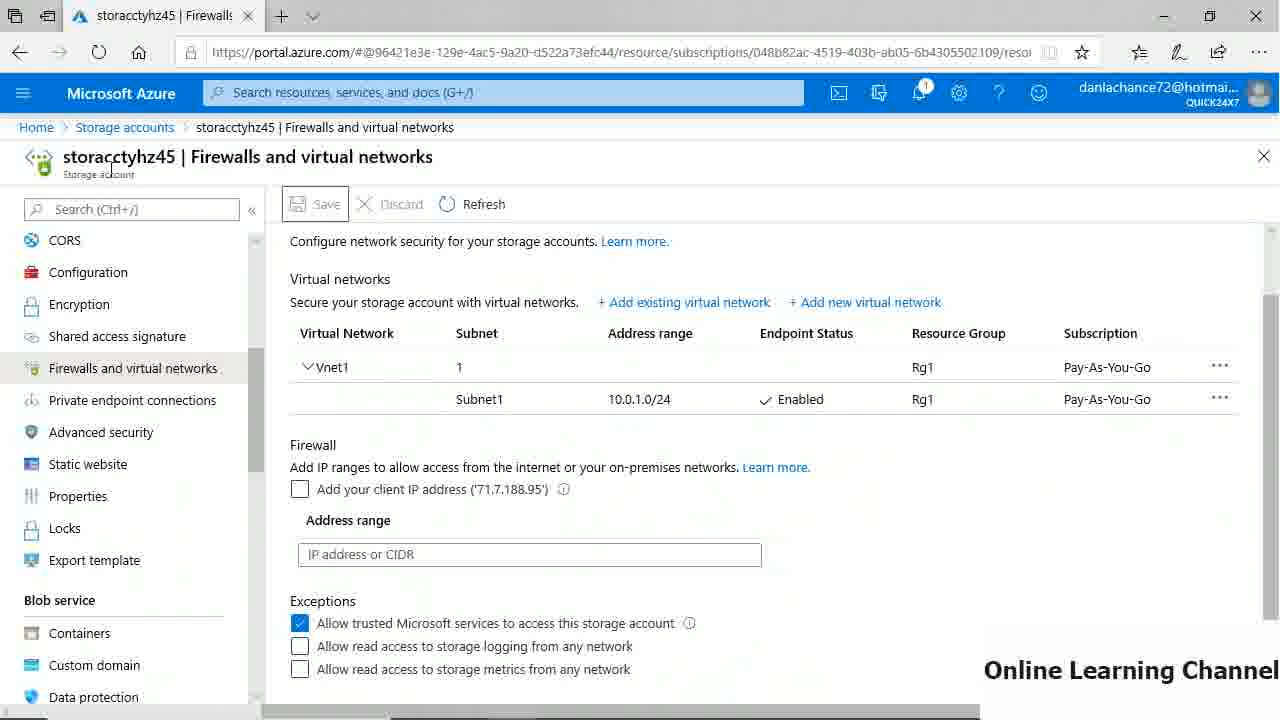 storacctyhz45 | Firewalls
https://portal.azure.com/#@96421e3e-129e-4ac5-9a20-d522a73efc44/resource/subscriptions/048b82ac-4519-403b-ab05-6b4305502109/resou
Microsoft Azure
Search resources, services, and docs (G+/)
1
danlachance72@hotmai...
QUICK24X7
Home > Storage accounts > storacctyhz45 | Firewalls and virtual networks
storacctyhz45 | Firewalls and virtual networks
Storage account
Search (Ctrl+/)
«
Save
Discard
Refresh
CORS
Configuration
Encryption
Shared access signature
Firewalls and virtual networks
Private endpoint connections
Advanced security
Static website
Properties
Locks
Export template
Blob service
Containers
Custom domain
Data protection
Configure network security for your storage accounts. Learn more.
Virtual networks
Secure your storage account with virtual networks. + Add existing virtual network + Add new virtual network
Virtual Network Subnet Address range Endpoint Status Resource Group Subscription
Vnet1 1 Rg1 Pay-As-You-Go ...
Subnet1 10.0.1.0/24 Enabled Rg1 Pay-As-You-Go ...
Firewall
Add IP ranges to allow access from the internet or your on-premises networks. Learn more.
Add your client IP address ('71.7.188.95')
Address range
IP address or CIDR
Exceptions
Allow trusted Microsoft services to access this storage account
Allow read access to storage logging from any network
Allow read access to storage metrics from any network
Online Learning Channel